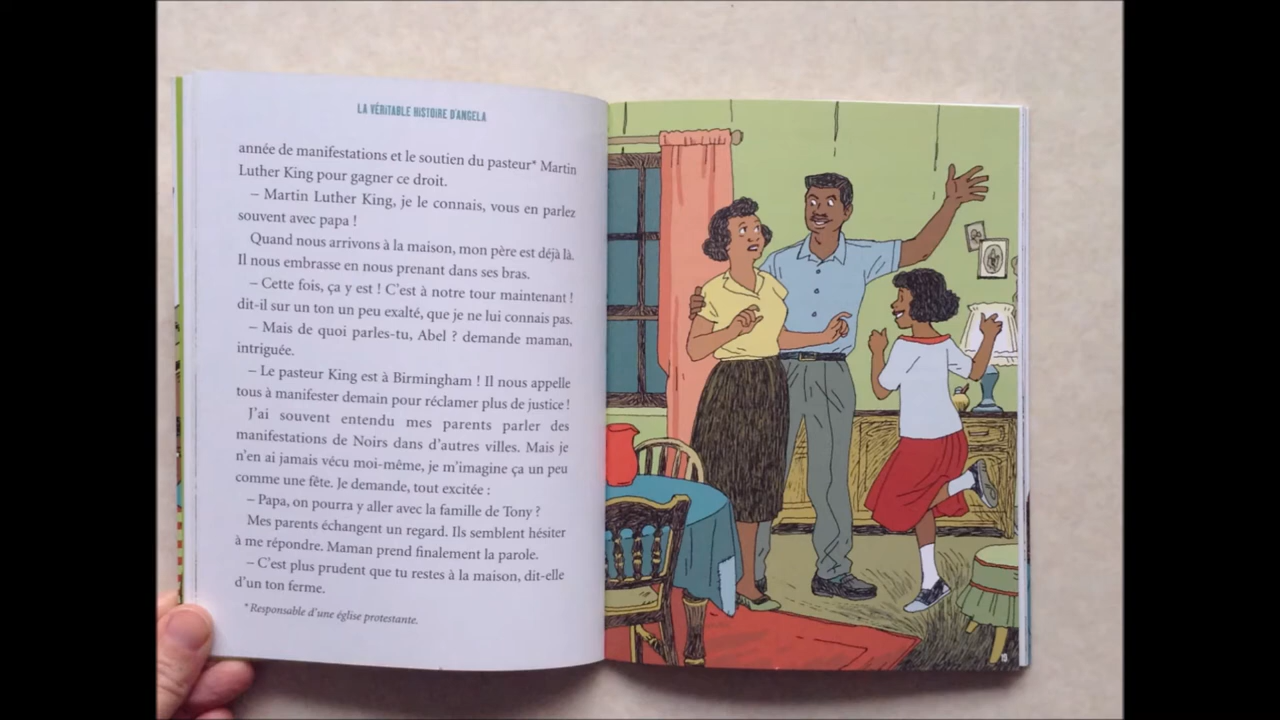 LA VÉRITABLE HISTOIRE D'ANGELA
année de manifestations et le soutien du pasteur* Martin
Luther King pour gagner ce droit.
– Martin Luther King, je le connais, vous en parlez
souvent avec papa !
Quand nous arrivons à la maison, mon père est déjà là.
Il nous embrasse en nous prenant dans ses bras.
– Cette fois, ça y est ! C'est à notre tour maintenant !
dit-il sur un ton un peu exalté, que je ne lui connais pas.
– Mais de quoi parles-tu, Abel ? demande maman,
intriguée.
– Le pasteur King est à Birmingham ! Il nous appelle
tous à manifester demain pour réclamer plus de justice !
J'ai souvent entendu mes parents parler des
manifestations de Noirs dans d'autres villes. Mais je
n'en ai jamais vécu moi-même, je m'imagine ça un peu
comme une fête. Je demande, tout excitée :
– Papa, on pourra y aller avec la famille de Tony ?
Mes parents échangent un regard. Ils semblent hésiter
à me répondre. Maman prend finalement la parole.
– C'est plus prudent que tu restes à la maison, dit-elle
d'un ton ferme.
* Responsable d'une église protestante.